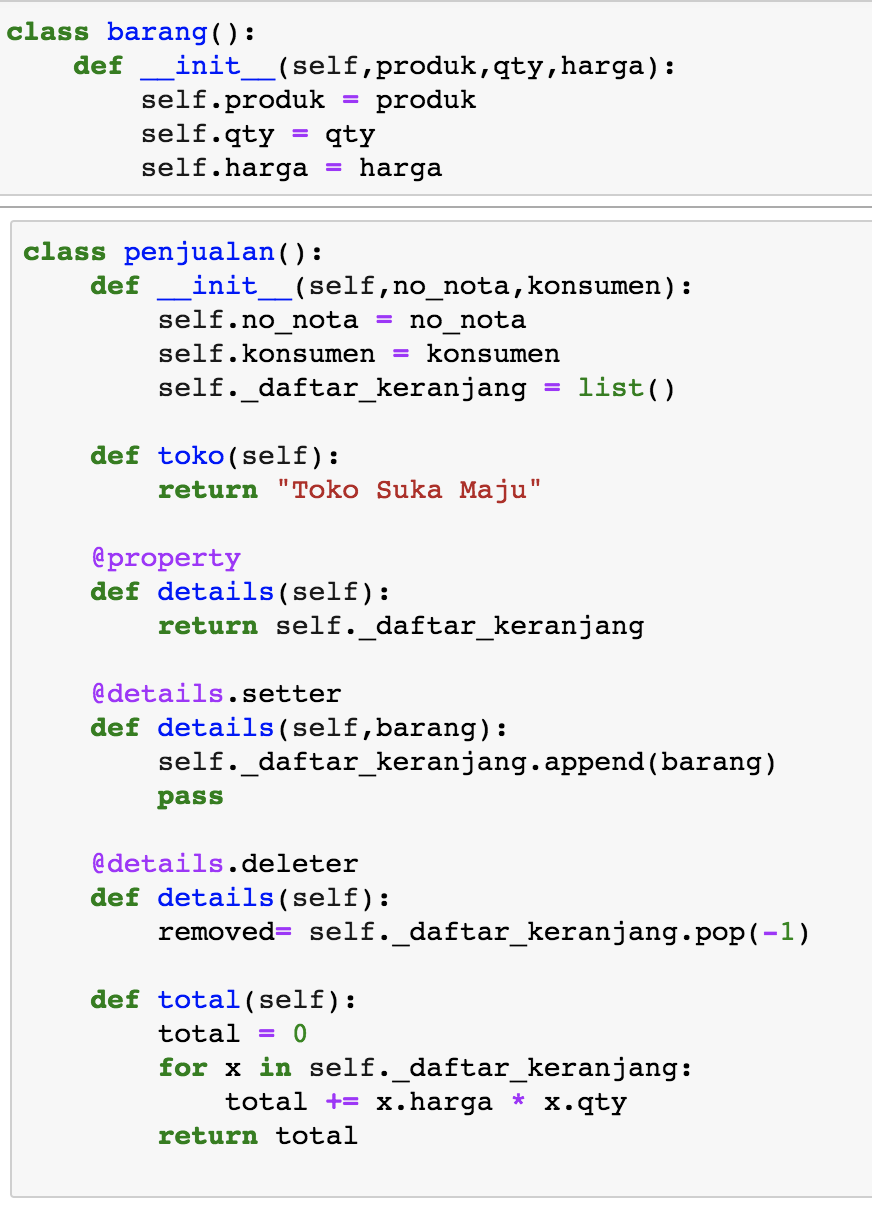 class barang():
    def __init__(self,produk,qty,harga):
        self.produk = produk
        self.qty = qty
        self.harga = harga
class penjualan():
    def __init__(self,no_nota,konsumen):
        self.no_nota = no_nota
        self.konsumen = konsumen
        self._daftar_keranjang = list()
    def toko(self):
        return "Toko Suka Maju"
    @property
    def details(self):
        return self._daftar_keranjang
    @details.setter
    def details(self,barang):
        self._daftar_keranjang.append(barang)
        pass
    @details.deleter
    def details(self):
        removed= self._daftar_keranjang.pop(-1)
    def total(self):
        total = 0
        for x in self._daftar_keranjang:
            total += x.harga * x.qty
        return total